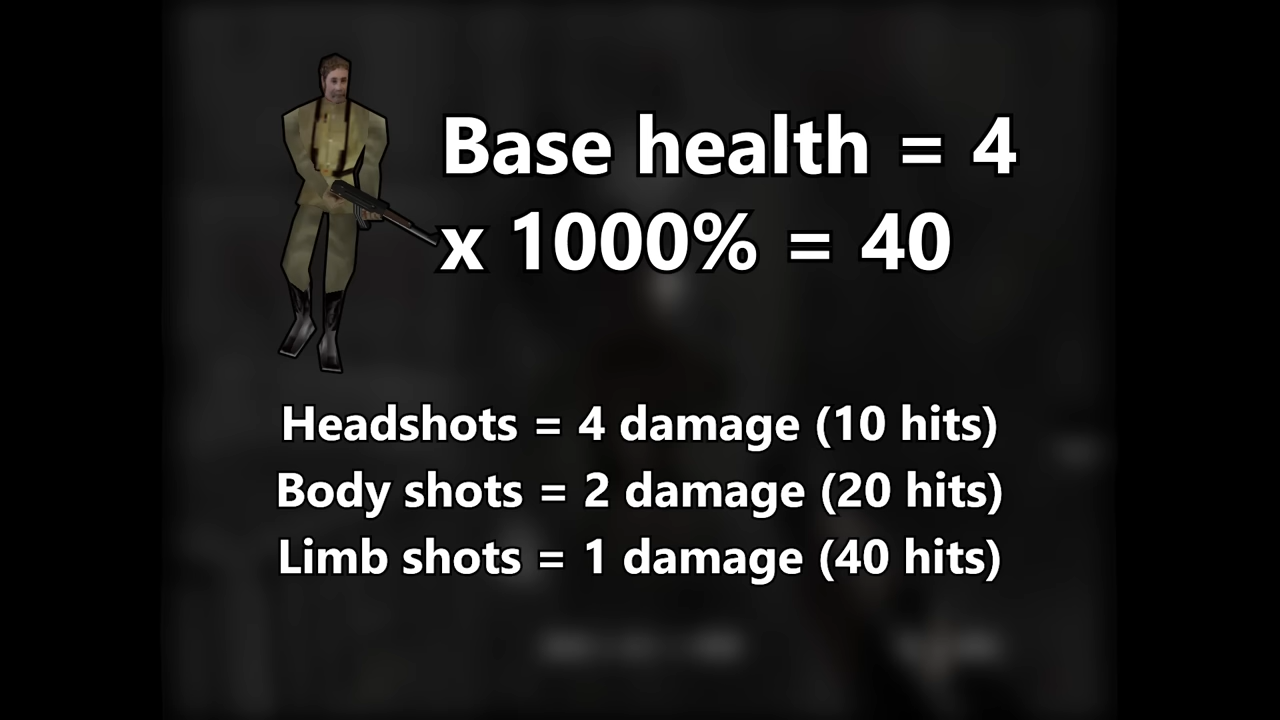 Base health = 4
x 1000% = 40
Headshots = 4 damage (10 hits)
Body shots = 2 damage (20 hits)
Limb shots = 1 damage (40 hits)